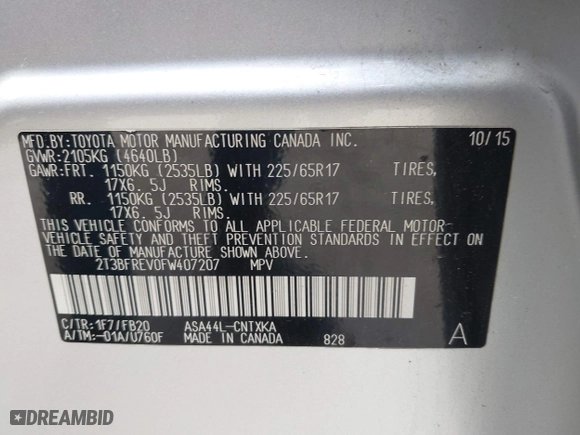 MFD.BY:TOYOTA MOTOR MANUFACTURING CANADA INC. 10/15
GVWR:2105KG (4640LB)
GAWR:FRT. 1150KG (2535LB) WITH 225/65R17 TIRES,
17X6. 5J RIMS.
RR. 1150KG (2535LB) WITH 225/65R17 TIRES,
17X6. 5J RIMS.
THIS VEHICLE CONFORMS TO ALL APPLICABLE FEDERAL MOTOR-
VEHICLE SAFETY AND THEFT PREVENTION STANDARDS IN EFFECT ON
THE DATE OF MANUFACTURE SHOWN ABOVE.
2T3BFREV0FW407207 MPV
C/TR:1F7/FB20 ASA44L-CNTXKA
A/TM:-01A/U760F MADE IN CANADA 828 A
DREAMBID